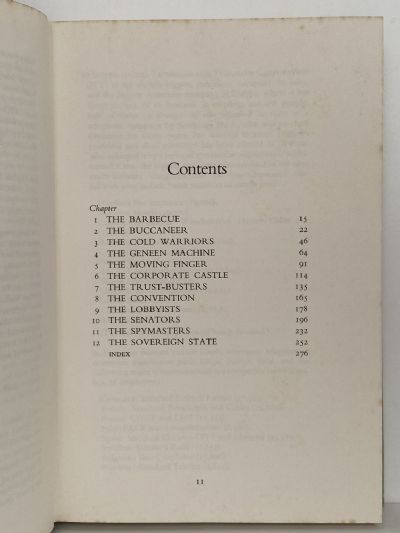 Contents
Chapter
1 THE BARBECUE 15
2 THE BUCCANEER 22
3 THE COLD WARRIORS 46
4 THE GENEEN MACHINE 64
5 THE MOVING FINGER 91
6 THE CORPORATE CASTLE 114
7 THE TRUST-BUSTERS 135
8 THE CONVENTION 165
9 THE LOBBYISTS 178
10 THE SENATORS 196
11 THE SPYMASTERS 232
12 THE SOVEREIGN STATE 252
INDEX 276
11